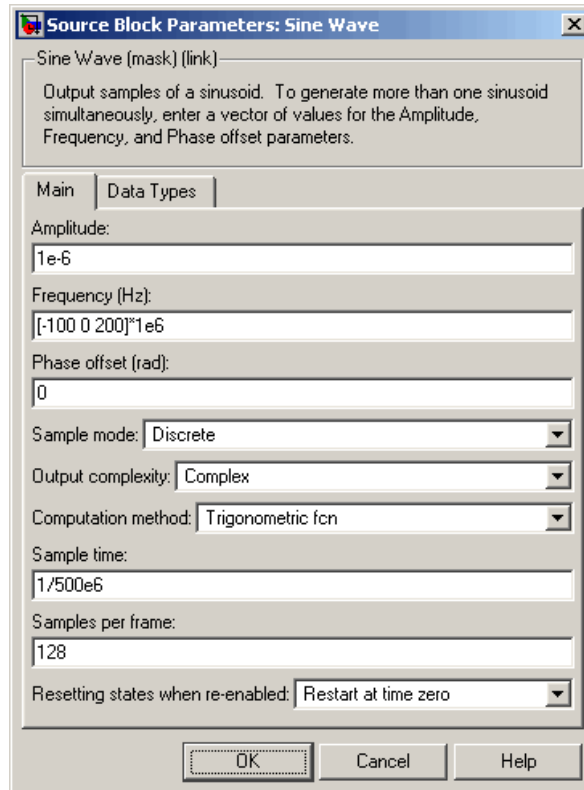 Source Block Parameters: Sine Wave
Sine Wave (mask) (link)
Output samples of a sinusoid. To generate more than one sinusoid
simultaneously, enter a vector of values for the Amplitude,
Frequency, and Phase offset parameters.
Main Data Types
Amplitude:
1e-6
Frequency (Hz):
[-100 0 200]*1e6
Phase offset (rad):
0
Sample mode: Discrete
Output complexity: Complex
Computation method: Trigonometric fcn
Sample time:
1/500e6
Samples per frame:
128
Resetting states when re-enabled: Restart at time zero
OK Cancel Help